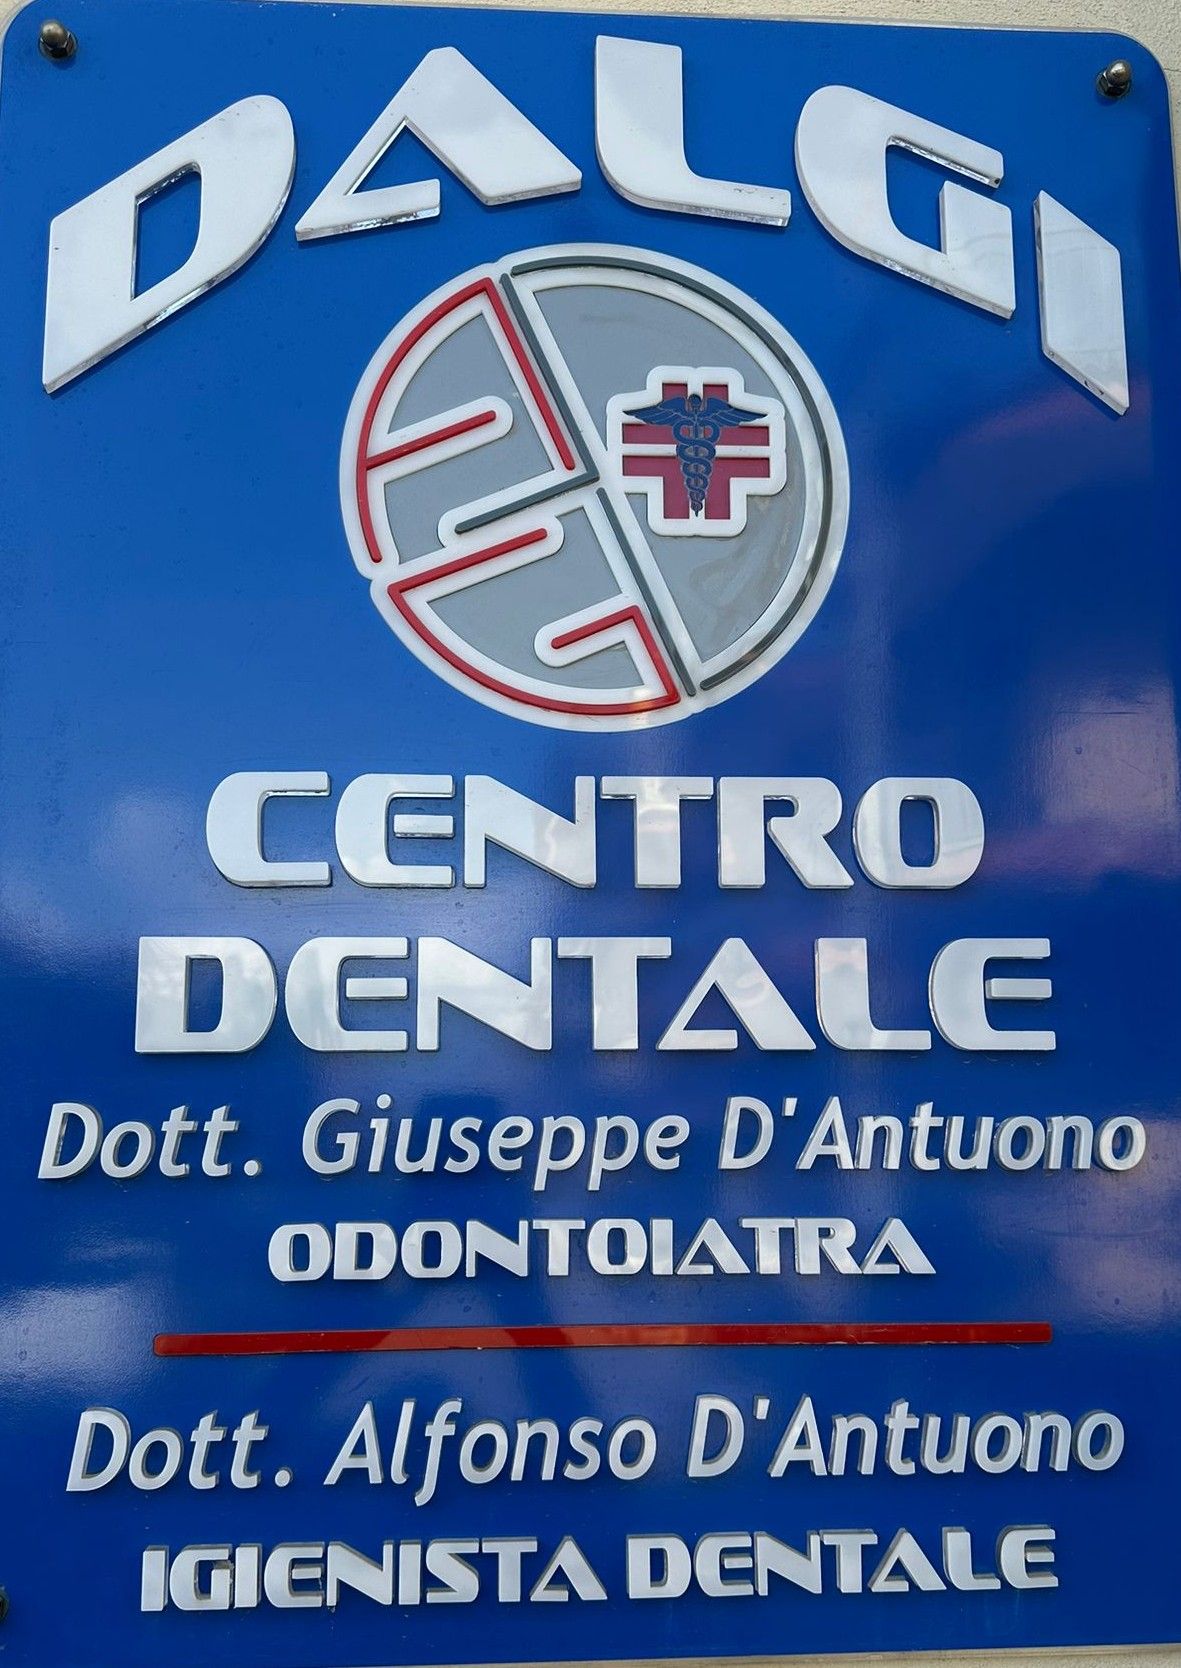 DALGI
CENTRO
DENTALE
Dott. Giuseppe D'Antuono
ODONTOIATRA
Dott. Alfonso D'Antuono
IGIENISTA DENTALE